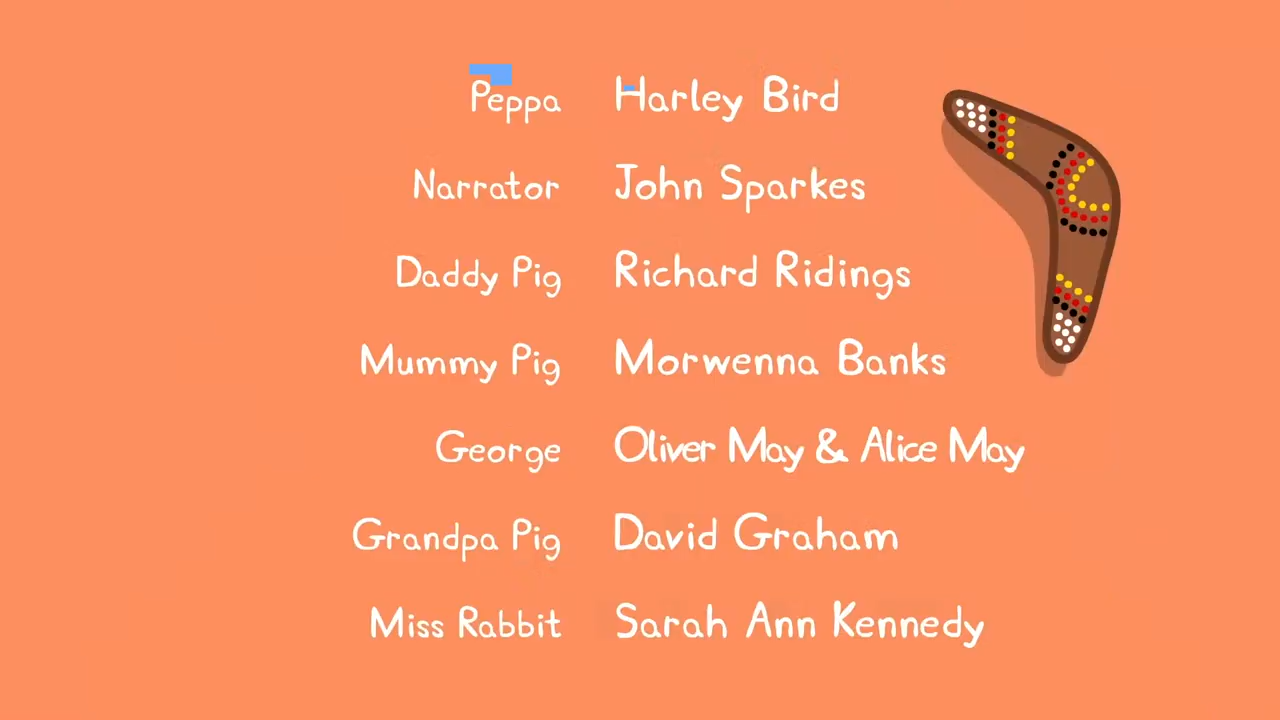 Peppa Harley Bird
Narrator John Sparkes
Daddy Pig Richard Ridings
Mummy Pig Morwenna Banks
George Oliver May & Alice May
Grandpa Pig David Graham
Miss Rabbit Sarah Ann Kennedy